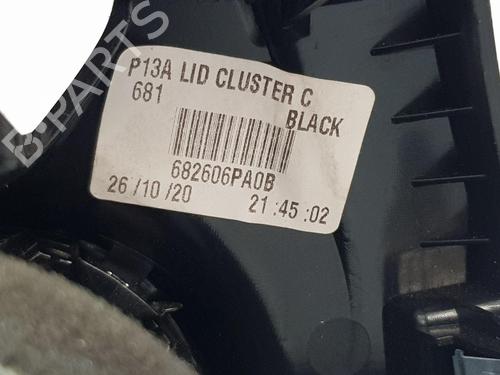 P13A LID CLUSTER C
681
BLACK
682606PA0B
26 /10 /20 21 :45 :02
B-PARTS